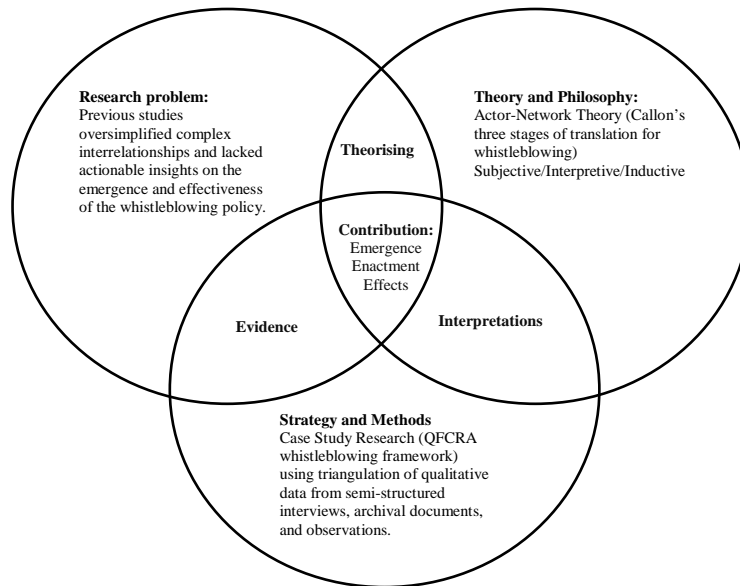 Research problem:
Previous studies
oversimplified complex
interrelationships and lacked
actionable insights on the
emergence and effectiveness
of the whistleblowing policy.
Theory and Philosophy:
Actor-Network Theory (Callon's
three stages of translation for
whistleblowing)
Subjective/Interpretive/Inductive
Theorising
Contribution:
Emergence
Enactment
Effects
Evidence
Interpretations
Strategy and Methods
Case Study Research (QFCRA
whistleblowing framework)
using triangulation of qualitative
data from semi-structured
interviews, archival documents,
and observations.